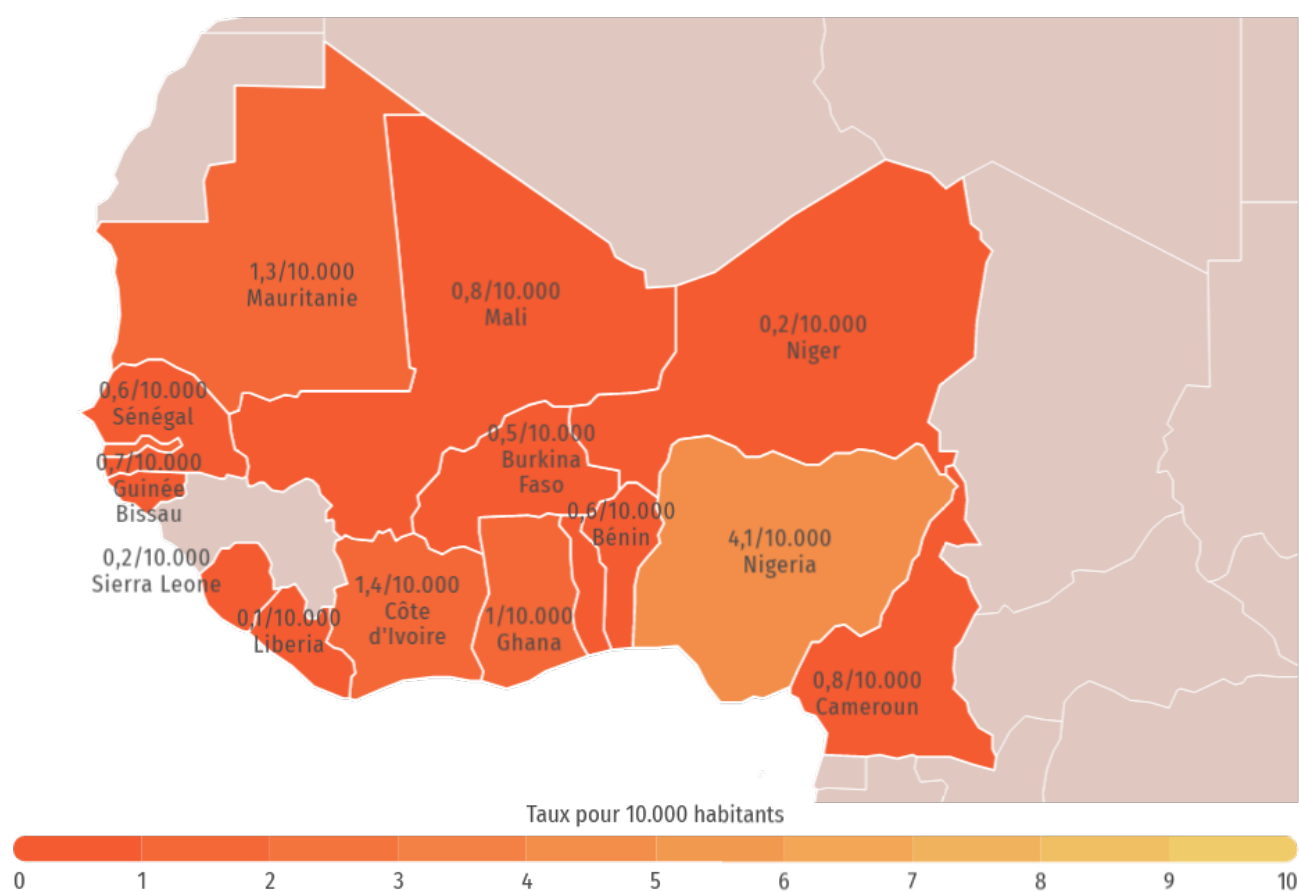 1,3/10.000
Mauritanie
0,8/10.000
Mali
0,2/10.000
Niger
0,6/10.000
Sénégal
0,5/10.000
Burkina
Faso
0,7/10.000
Guinée
Bissau
0,6/10.000
Bénin
4,1/10.000
Nigeria
0,2/10.000
Sierra Leone
1,4/10.000
Côte
d'Ivoire
1/10.000
Ghana
0,1/10.000
Liberia
0,8/10.000
Cameroun
Taux pour 10.000 habitants
0 1 2 3 4 5 6 7 8 9 10